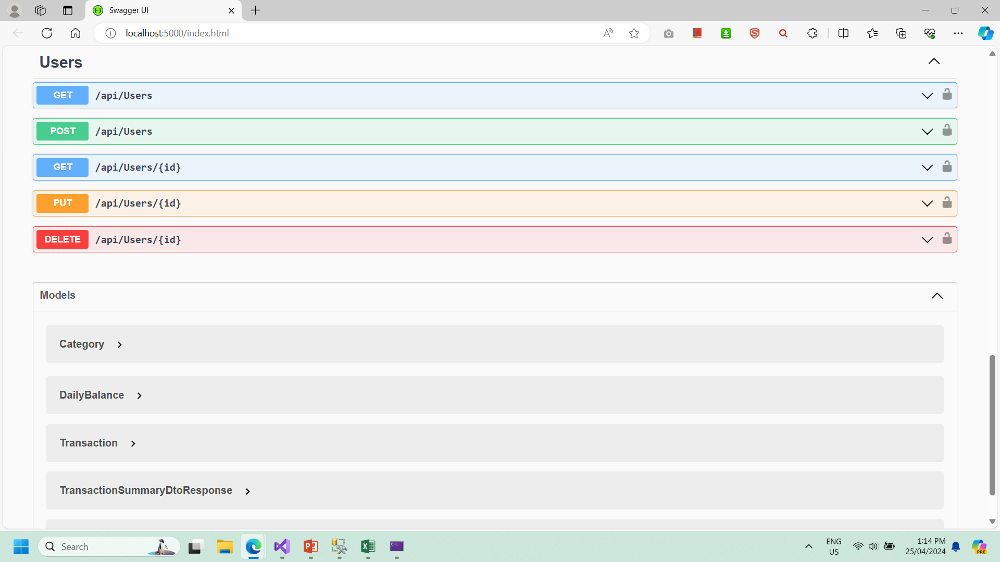 Swagger UI
localhost:5000/index.html
Users
GET /api/Users
POST /api/Users
GET /api/Users/{id}
PUT /api/Users/{id}
DELETE /api/Users/{id}
Models
Category
DailyBalance
Transaction
TransactionSummaryDtoResponse
Search
ENG
US
1:14 PM
25/04/2024
PRE